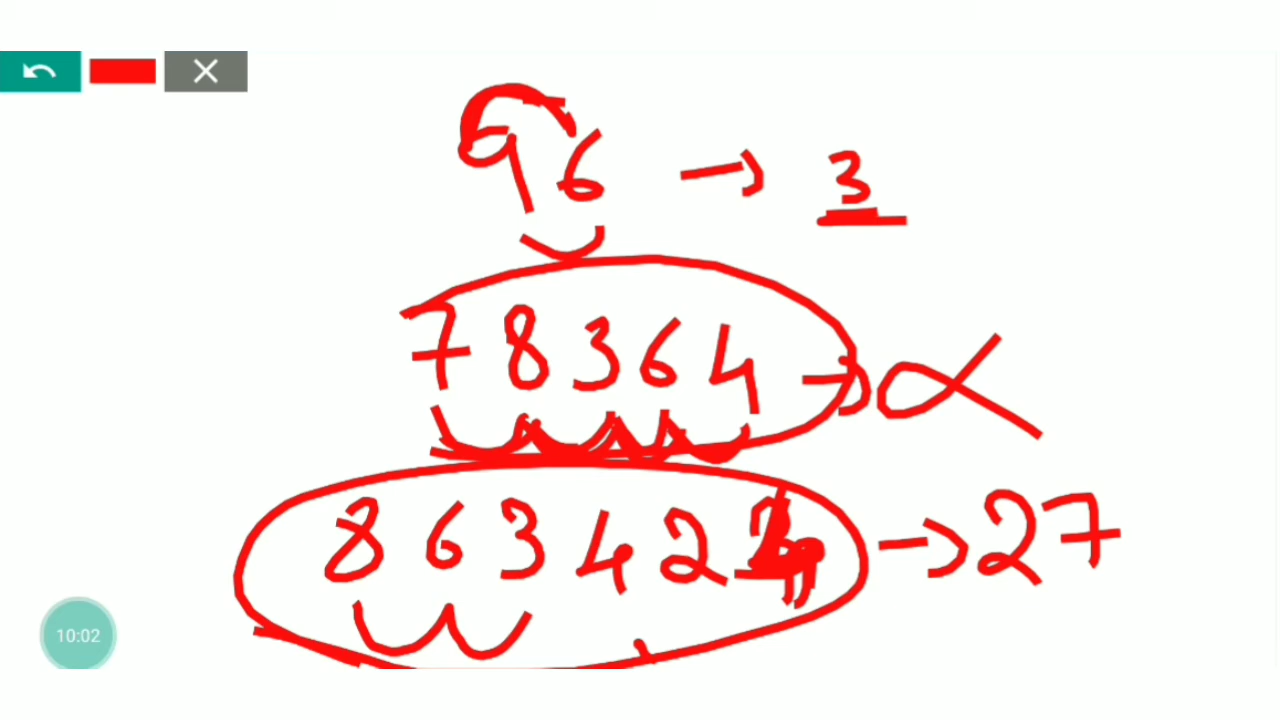 96 → 3
78364 → α
86342 → 27
10:02